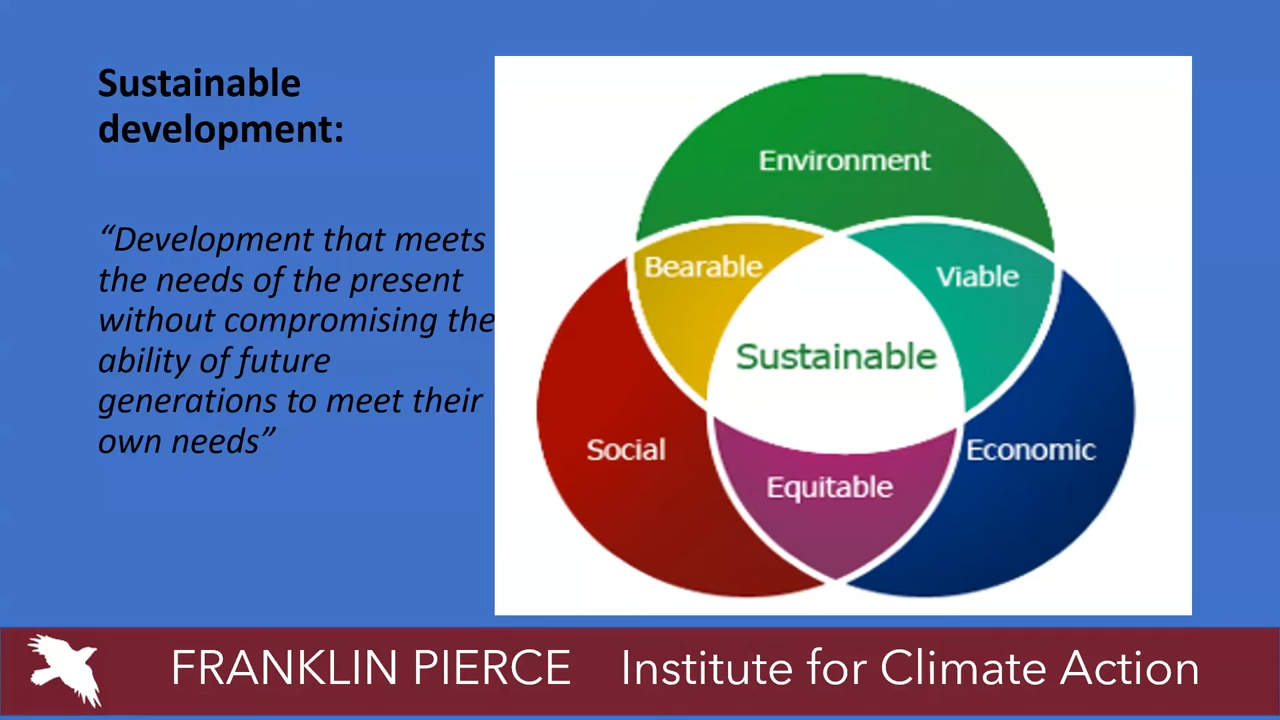 Sustainable
development:
“Development that meets
the needs of the present
without compromising the
ability of future
generations to meet their
own needs”
Environment
Bearable
Viable
Sustainable
Social
Economic
Equitable
FRANKLIN PIERCE Institute for Climate Action